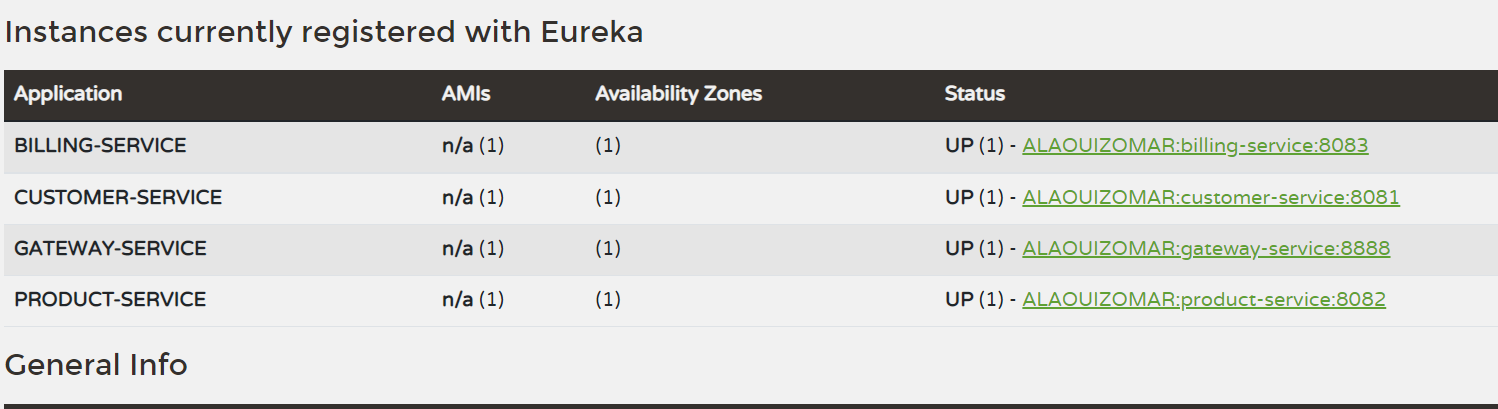 Instances currently registered with Eureka
Application AMIs Availability Zones Status
BILLING-SERVICE n/a (1) (1) UP (1) - ALAOUIZOMAR:billing-service:8083
CUSTOMER-SERVICE n/a (1) (1) UP (1) - ALAOUIZOMAR:customer-service:8081
GATEWAY-SERVICE n/a (1) (1) UP (1) - ALAOUIZOMAR:gateway-service:8888
PRODUCT-SERVICE n/a (1) (1) UP (1) - ALAOUIZOMAR:product-service:8082
General Info